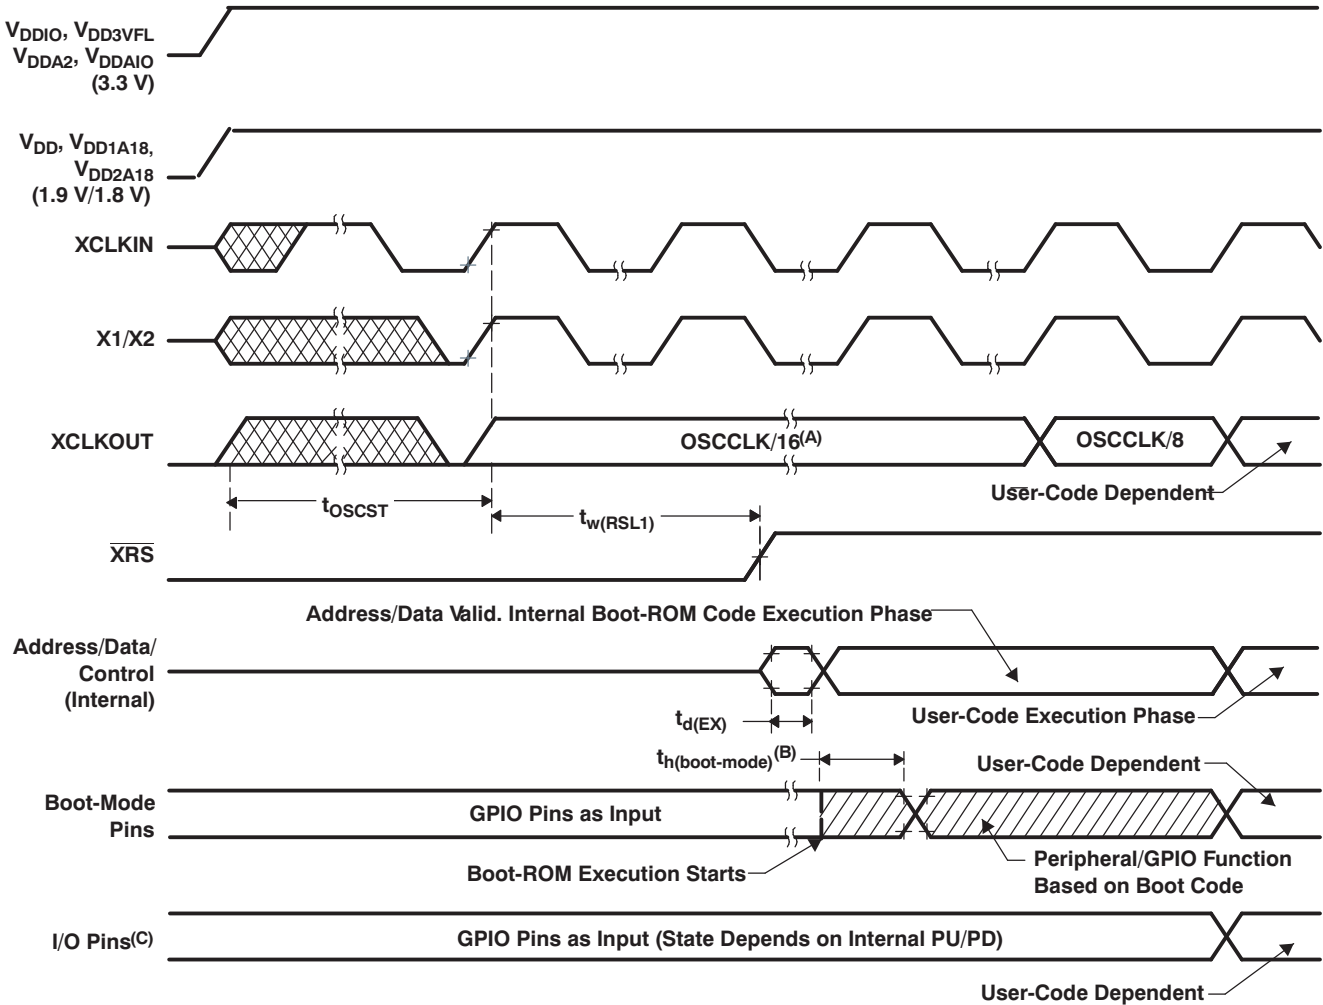 VDDIO, VDD3VFL
VDDA2, VDDAIO
(3.3 V)
VDD, VDD1A18,
VDD2A18
(1.9 V/1.8 V)
XCLKIN
X1/X2
XCLKOUT
OSCCLK/16(A)
OSCCLK/8
User-Code Dependent
tOSCST
tw(RSL1)
XRS
Address/Data Valid. Internal Boot-ROM Code Execution Phase
Address/Data/
Control
(Internal)
td(EX)
User-Code Execution Phase
th(boot-mode)(B)
User-Code Dependent
Boot-Mode
Pins
GPIO Pins as Input
Boot-ROM Execution Starts
Peripheral/GPIO Function
Based on Boot Code
I/O Pins(C)
GPIO Pins as Input (State Depends on Internal PU/PD)
User-Code Dependent